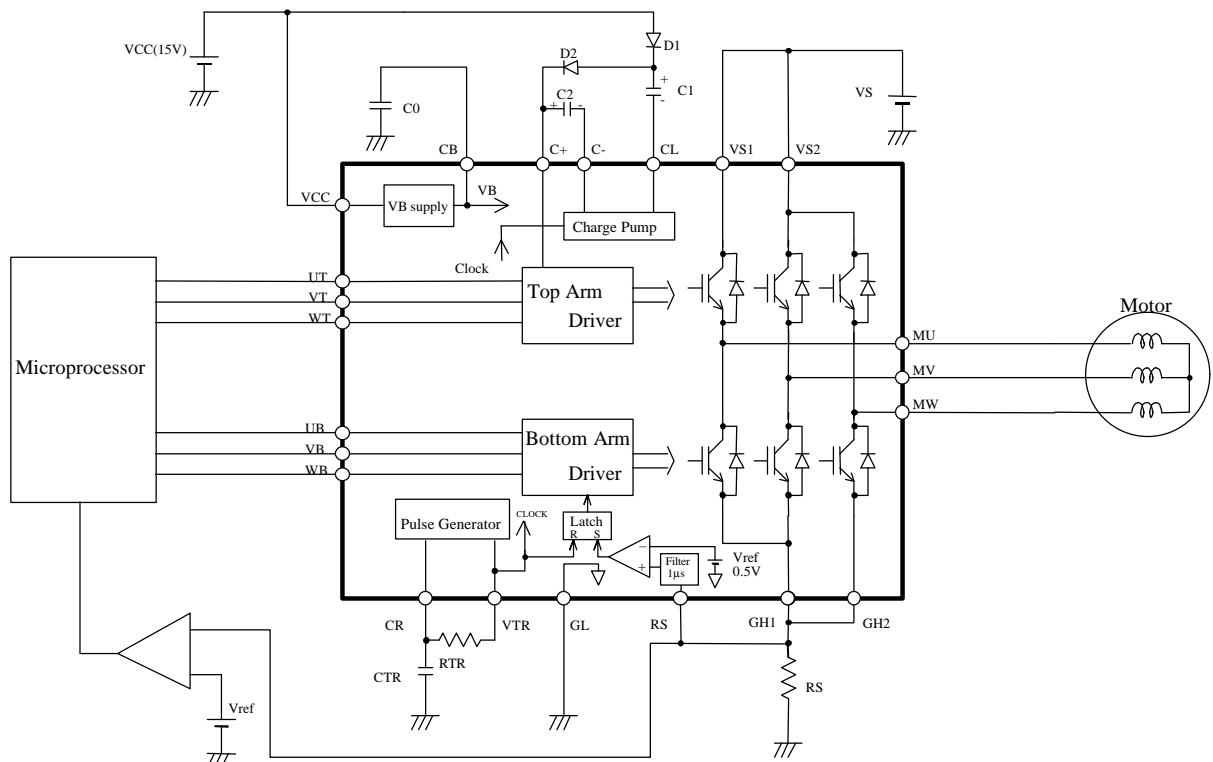 VCC(15V)
D1
D2
+
C1
-
C2
+ -
C0
VS
CB
C+
C-
CL
VS1
VS2
VCC
VB supply
VB
Charge Pump
Clock
UT
VT
WT
Top Arm
Driver
Motor
MU
MV
MW
Microprocessor
UB
VB
WB
Bottom Arm
Driver
Pulse Generator
CLOCK
Latch
R S
−
+
Filter
1μs
Vref
0.5V
CR
VTR
GL
RS
GH1
GH2
RTR
CTR
RS
Vref